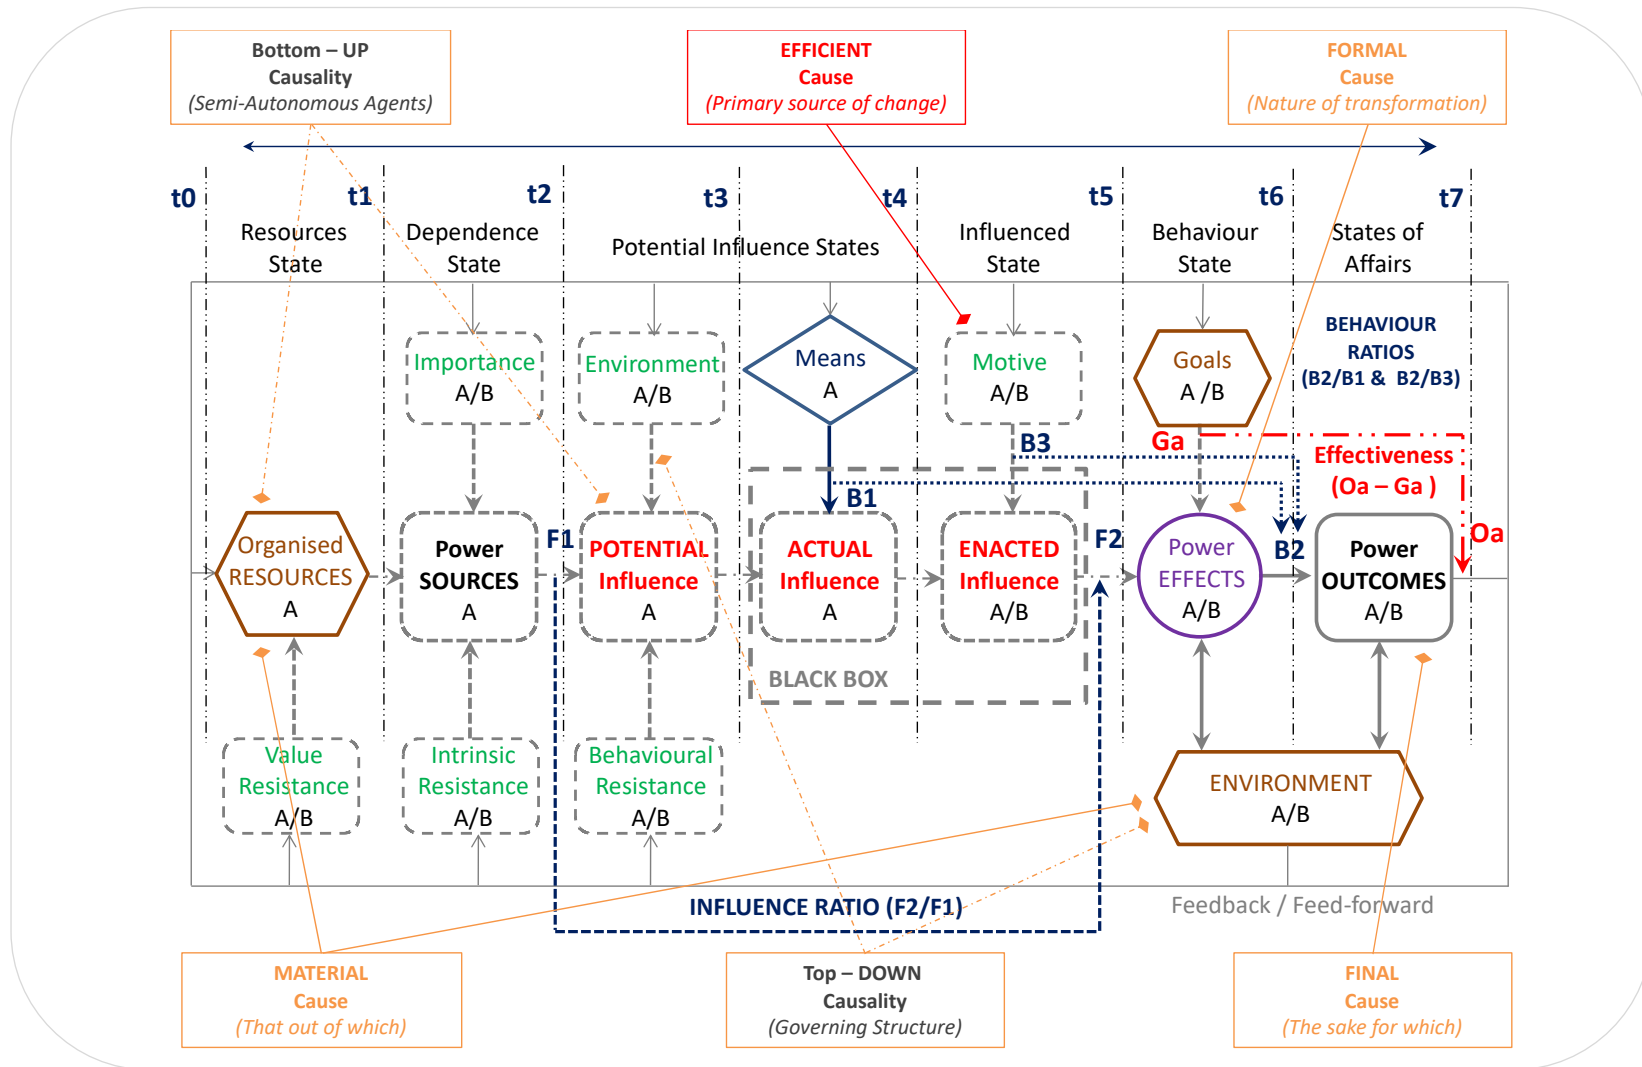 Bottom – UP
Causality
(Semi-Autonomous Agents)
EFFICIENT
Cause
(Primary source of change)
FORMAL
Cause
(Nature of transformation)
t0
t1
t2
t3
t4
t5
t6
t7
Resources
State
Dependence
State
Potential Influence States
Influenced
State
Behaviour
State
States of
Affairs
Importance
A/B
Environment
A/B
Means
A
Motive
A/B
Goals
A /B
BEHAVIOUR
RATIOS
(B2/B1 & B2/B3)
B3
Ga
Effectiveness
(Oa – Ga )
B1
Organised
RESOURCES
A
Power
SOURCES
A
F1
POTENTIAL
Influence
A
ACTUAL
Influence
A
ENACTED
Influence
A/B
F2
Power
EFFECTS
A/B
B2
Power
OUTCOMES
A/B
Oa
BLACK BOX
Value
Resistance
A/B
Intrinsic
Resistance
A/B
Behavioural
Resistance
A/B
ENVIRONMENT
A/B
INFLUENCE RATIO (F2/F1)
Feedback / Feed-forward
MATERIAL
Cause
(That out of which)
Top – DOWN
Causality
(Governing Structure)
FINAL
Cause
(The sake for which)